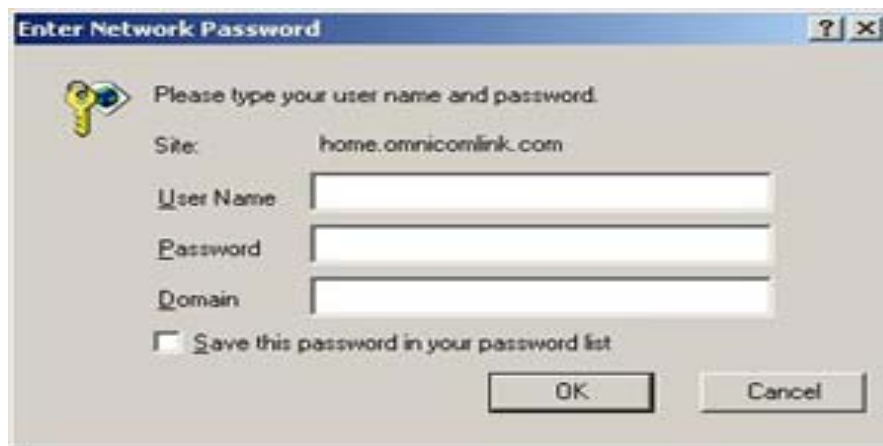 Enter Network Password
Please type your user name and password.
Site: home.omnicomlink.com
User Name
Password
Domain
Save this password in your password list
OK Cancel